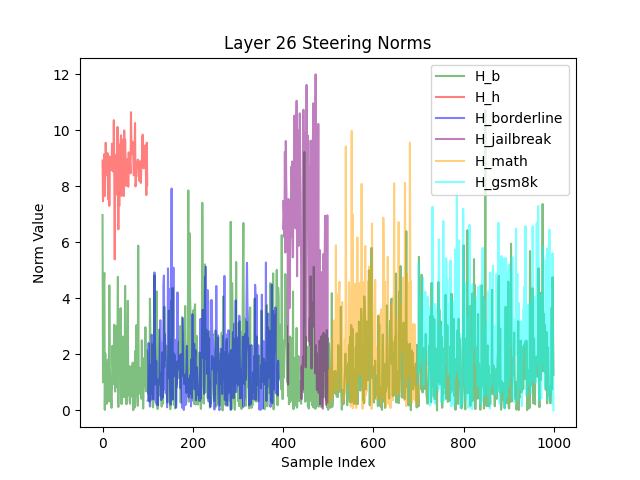 Layer 26 Steering Norms
Norm Value
12
10
8
6
4
2
0
0
200
400
600
800
1000
Sample Index
H_b
H_h
H_borderline
H_jailbreak
H_math
H_gsm8k